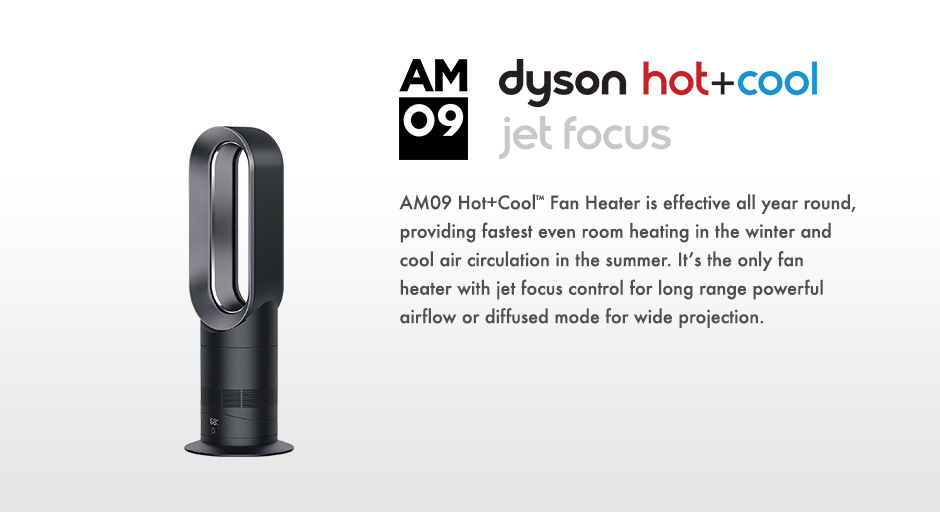 AM
09
dyson hot+cool
jet focus
AM09 Hot+Cool™ Fan Heater is effective all year round,
providing fastest even room heating in the winter and
cool air circulation in the summer. It’s the only fan
heater with jet focus control for long range powerful
airflow or diffused mode for wide projection.